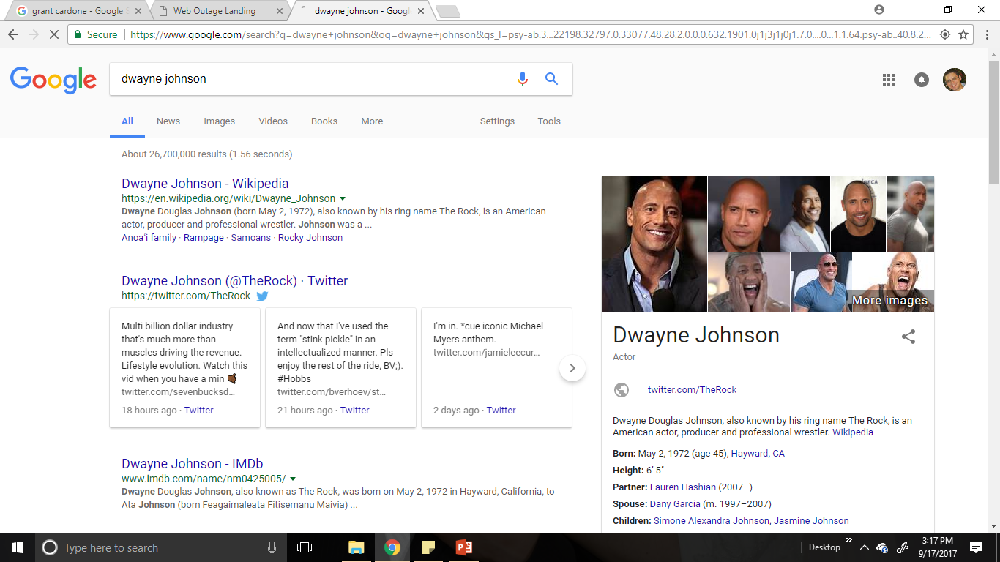 grant cardone - Google S
Web Outage Landing
dwayne johnson - Googl
Secure
https://www.google.com/search?q=dwayne+johnson&oq=dwayne+johnson&gs_l=psy-ab.3...22198.32797.0.33077.48.28.2.0.0.0.632.1901.0j1j3j1j0j1.7.0....0...1.1.64.psy-ab..40.8.2...
Google
dwayne johnson
All News Images Videos Books More Settings Tools
About 26,700,000 results (1.56 seconds)
Dwayne Johnson - Wikipedia
https://en.wikipedia.org/wiki/Dwayne_Johnson
Dwayne Douglas Johnson (born May 2, 1972), also known by his ring name The Rock, is an American
actor, producer and professional wrestler. Johnson was a ...
Anoaʻi family · Rampage · Samoans · Rocky Johnson
Dwayne Johnson (@TheRock) · Twitter
https://twitter.com/TheRock
Multi billion dollar industry
that's much more than
muscles driving the revenue.
Lifestyle evolution. Watch this
vid when you have a min
twitter.com/sevenbucksd...
18 hours ago · Twitter
And now that I've used the
term "stink pickle" in an
intellectualized manner. Pls
enjoy the rest of the ride, BV;).
#Hobbs
twitter.com/bverhoev/st...
21 hours ago · Twitter
I'm in. *cue iconic Michael
Myers anthem.
twitter.com/jamieleecur...
2 days ago · Twitter
Dwayne Johnson - IMDb
www.imdb.com/name/nm0425005/
Dwayne Douglas Johnson, also known as The Rock, was born on May 2, 1972 in Hayward, California, to
Ata Johnson (born Feagaimaleata Fitisemanu Maivia) ...
BECA
More images
Dwayne Johnson
Actor
twitter.com/TheRock
Dwayne Douglas Johnson, also known by his ring name The Rock, is an
American actor, producer and professional wrestler. Wikipedia
Born: May 2, 1972 (age 45), Hayward, CA
Height: 6′ 5″
Partner: Lauren Hashian (2007–)
Spouse: Dany Garcia (m. 1997–2007)
Children: Simone Alexandra Johnson, Jasmine Johnson
Type here to search
Desktop
3:17 PM
9/17/2017